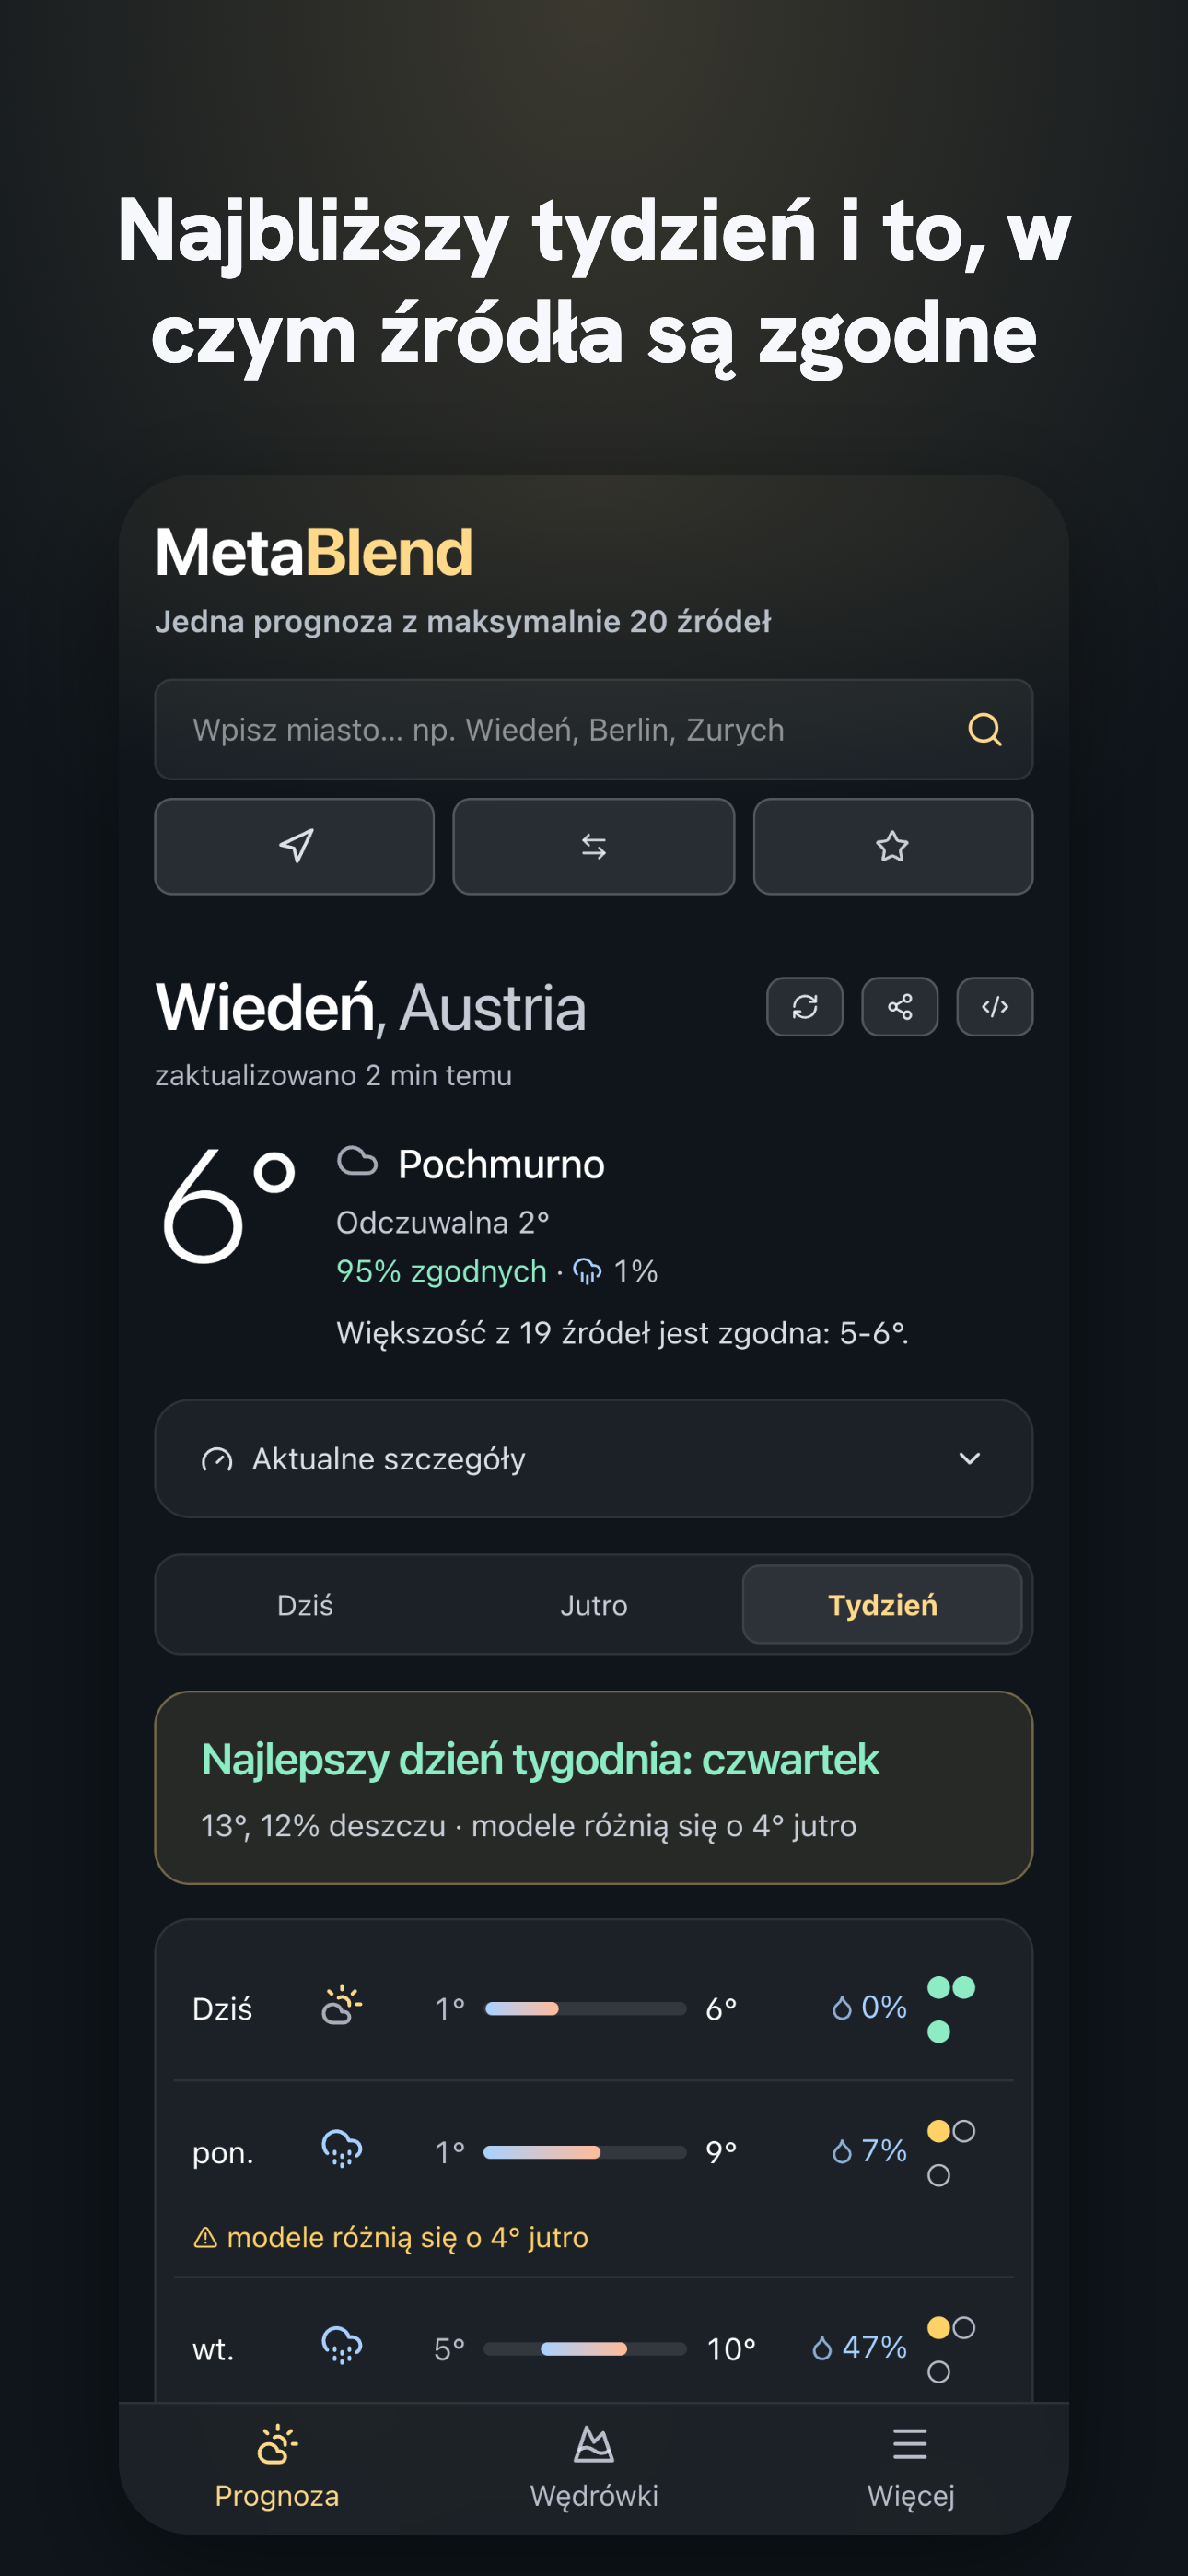 Najbliższy tydzień i to, w
czym źródła są zgodne
MetaBlend
Jedna prognoza z maksymalnie 20 źródeł
Wpisz miasto... np. Wiedeń, Berlin, Zurych
Wiedeń, Austria
zaktualizowano 2 min temu
6°
Pochmurno
Odczuwalna 2°
95% zgodnych · 1%
Większość z 19 źródeł jest zgodna: 5-6°.
Aktualne szczegóły
Dziś Jutro Tydzień
Najlepszy dzień tygodnia: czwartek
13°, 12% deszczu · modele różnią się o 4° jutro
Dziś 1° 6° 0%
pon. 1° 9° 7%
modele różnią się o 4° jutro
wt. 5° 10° 47%
Prognoza Wędrówki Więcej